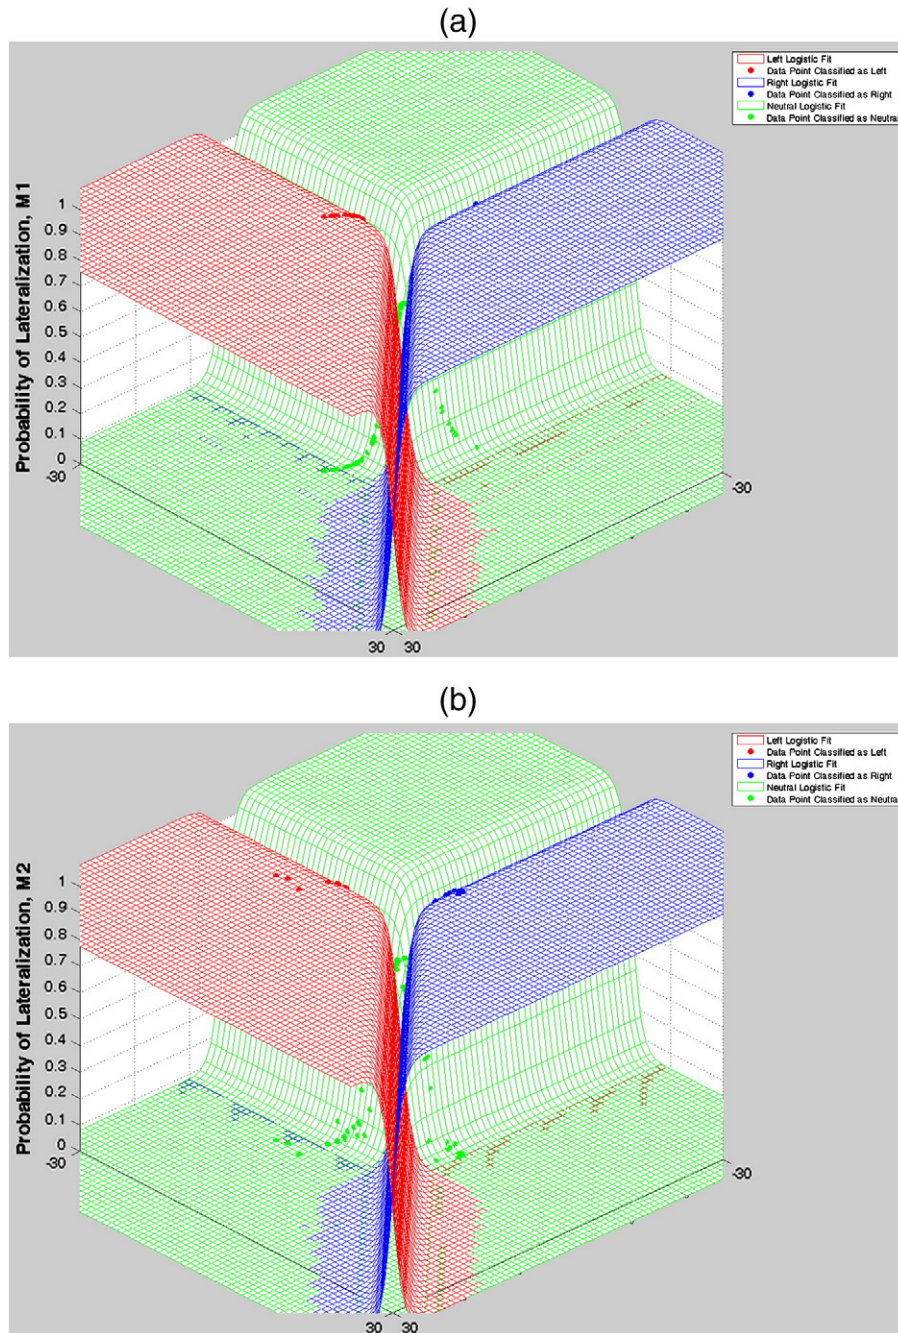 (a)
Left Logistic Fit
Data Point Classified as Left
Right Logistic Fit
Data Point Classified as Right
Neutral Logistic Fit
Data Point Classified as Neutral
Probability of Lateralization, M1
1
0.9
0.8
0.7
0.6
0.5
0.4
0.3
0.2
0.1
0
-30
-30
30
30
(b)
Left Logistic Fit
Data Point Classified as Left
Right Logistic Fit
Data Point Classified as Right
Neutral Logistic Fit
Data Point Classified as Neutral
Probability of Lateralization, M2
1
0.9
0.8
0.7
0.6
0.5
0.4
0.3
0.2
0.1
0
-30
-30
30
30